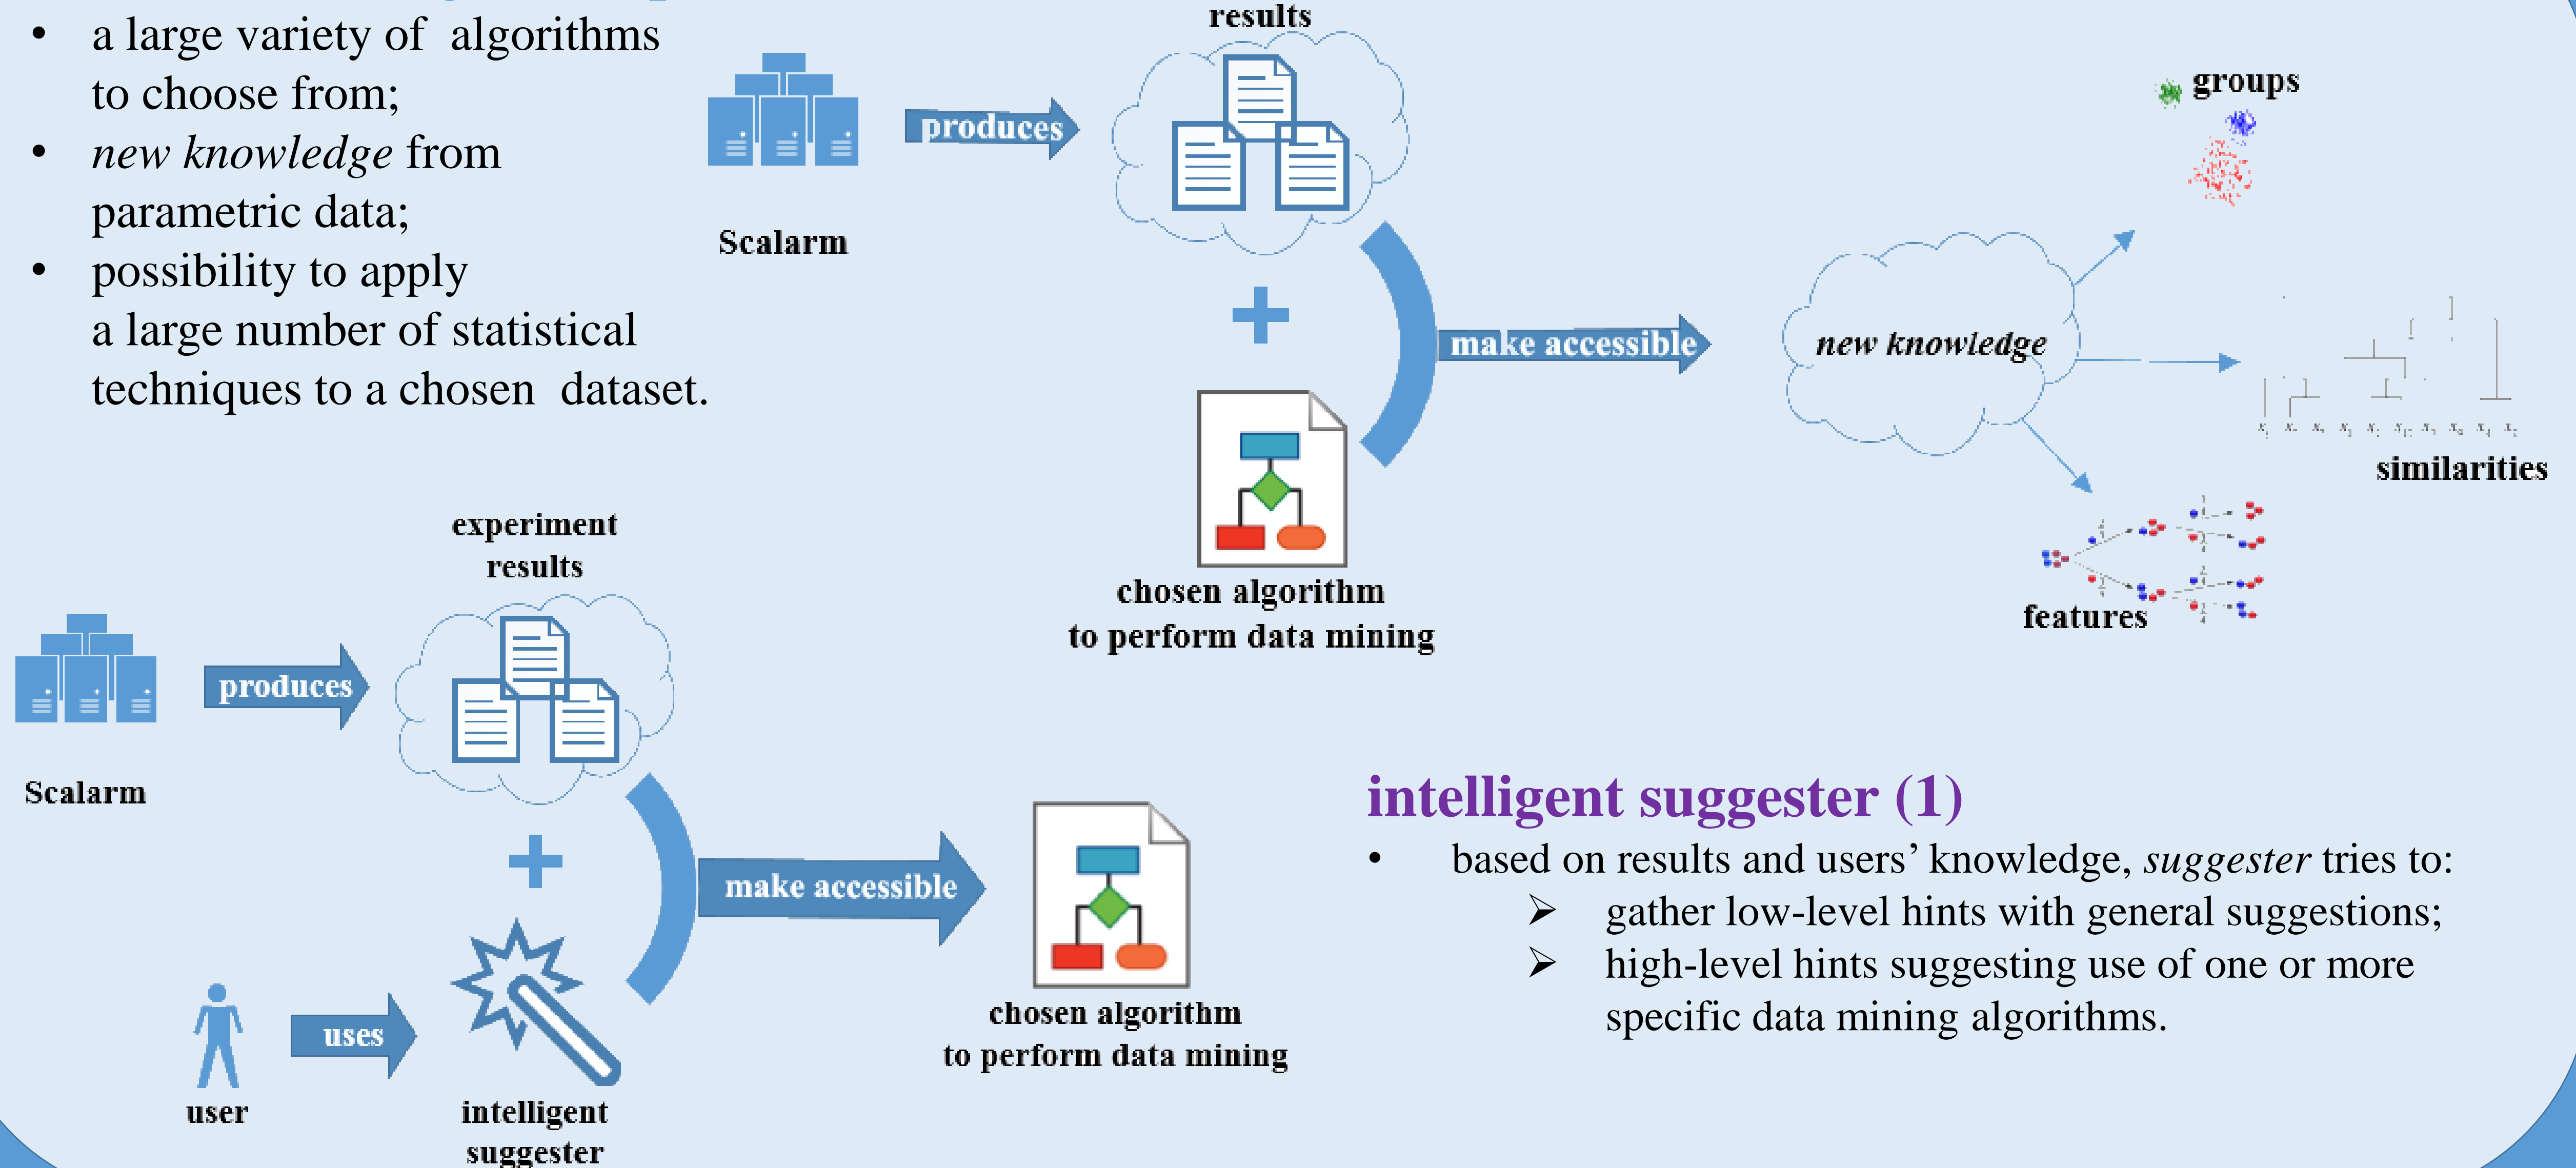 • a large variety of  algorithms
to choose from;
• new knowledge from
parametric data;
• possibility to apply
a large number of statistical
techniques to a chosen  dataset.
results
Scalarm
produces
make accessible
chosen algorithm
to perform data mining
new knowledge
groups
similarities
features
experiment
results
Scalarm
produces
user
uses
intelligent
suggester
make accessible
chosen algorithm
to perform data mining
intelligent suggester (1)
• based on results and users’ knowledge, suggester tries to:
➢ gather low-level hints with general suggestions;
➢ high-level hints suggesting use of one or more
specific data mining algorithms.